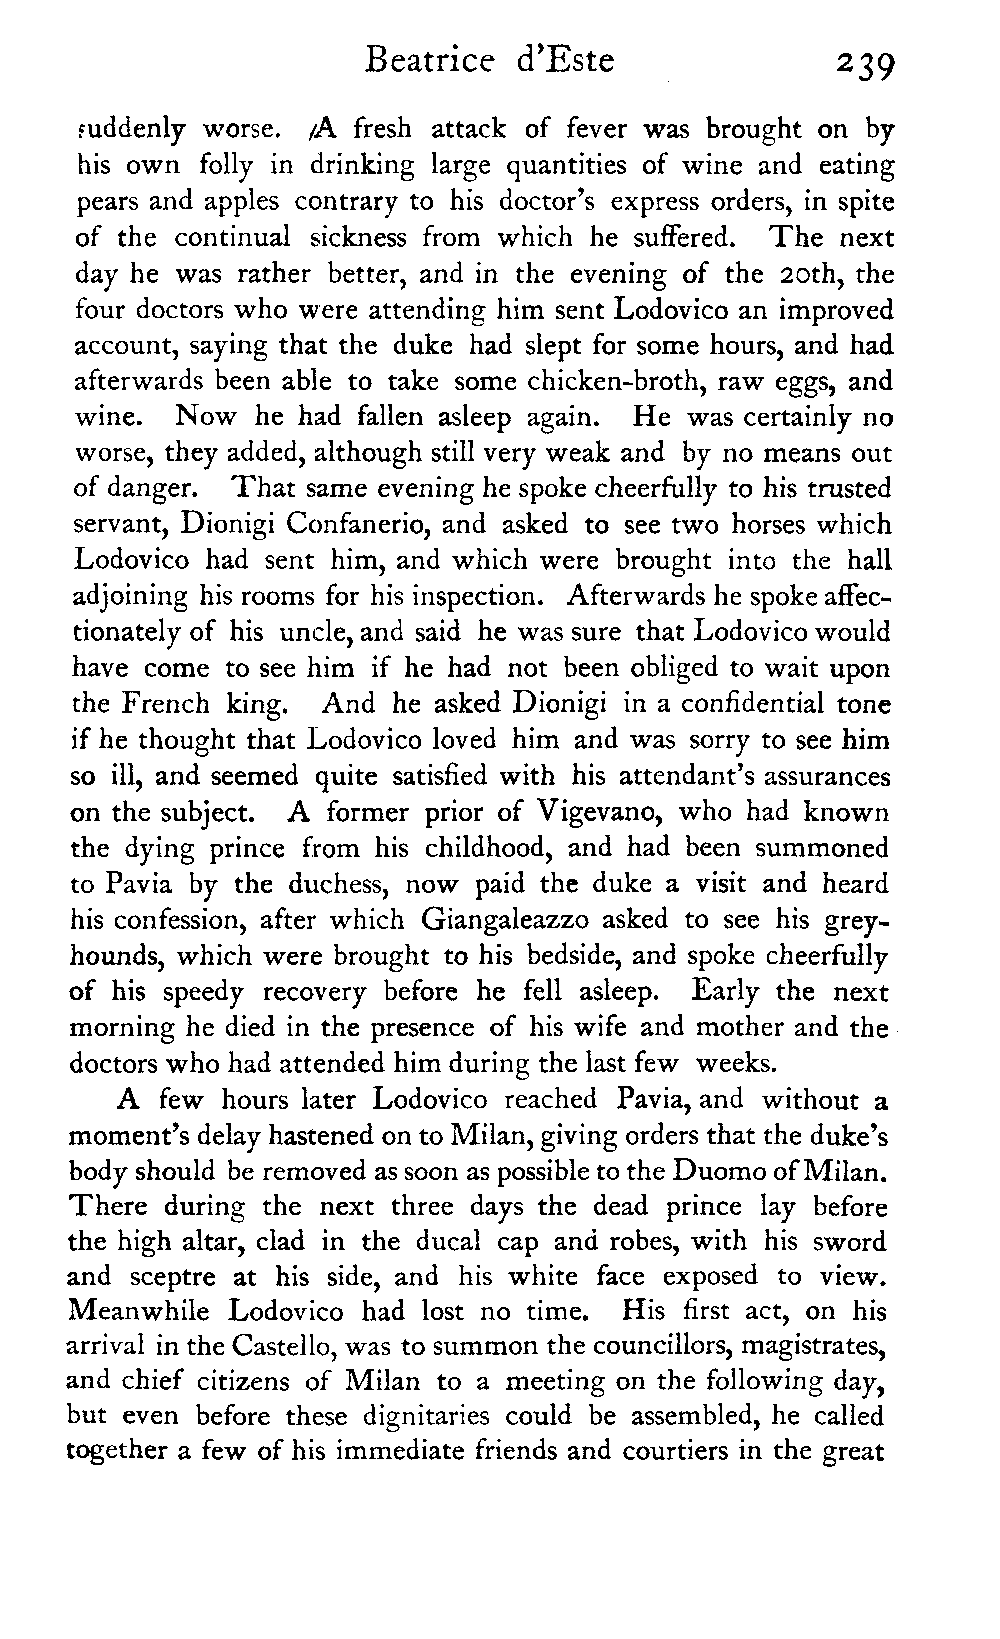 Beatrice d'Este 239
suddenly worse. A fresh attack of fever was brought on by
his own folly in drinking large quantities of wine and eating
pears and apples contrary to his doctor's express orders, in spite
of the continual sickness from which he suffered. The next
day he was rather better, and in the evening of the 20th, the
four doctors who were attending him sent Lodovico an improved
account, saying that the duke had slept for some hours, and had
afterwards been able to take some chicken-broth, raw eggs, and
wine. Now he had fallen asleep again. He was certainly no
worse, they added, although still very weak and by no means out
of danger. That same evening he spoke cheerfully to his trusted
servant, Dionigi Confanerio, and asked to see two horses which
Lodovico had sent him, and which were brought into the hall
adjoining his rooms for his inspection. Afterwards he spoke affec-
tionately of his uncle, and said he was sure that Lodovico would
have come to see him if he had not been obliged to wait upon
the French king. And he asked Dionigi in a confidential tone
if he thought that Lodovico loved him and was sorry to see him
so ill, and seemed quite satisfied with his attendant's assurances
on the subject. A former prior of Vigevano, who had known
the dying prince from his childhood, and had been summoned
to Pavia by the duchess, now paid the duke a visit and heard
his confession, after which Giangaleazzo asked to see his grey-
hounds, which were brought to his bedside, and spoke cheerfully
of his speedy recovery before he fell asleep. Early the next
morning he died in the presence of his wife and mother and the
doctors who had attended him during the last few weeks.
A few hours later Lodovico reached Pavia, and without a
moment's delay hastened on to Milan, giving orders that the duke's
body should be removed as soon as possible to the Duomo of Milan.
There during the next three days the dead prince lay before
the high altar, clad in the ducal cap and robes, with his sword
and sceptre at his side, and his white face exposed to view.
Meanwhile Lodovico had lost no time. His first act, on his
arrival in the Castello, was to summon the councillors, magistrates,
and chief citizens of Milan to a meeting on the following day,
but even before these dignitaries could be assembled, he called
together a few of his immediate friends and courtiers in the great